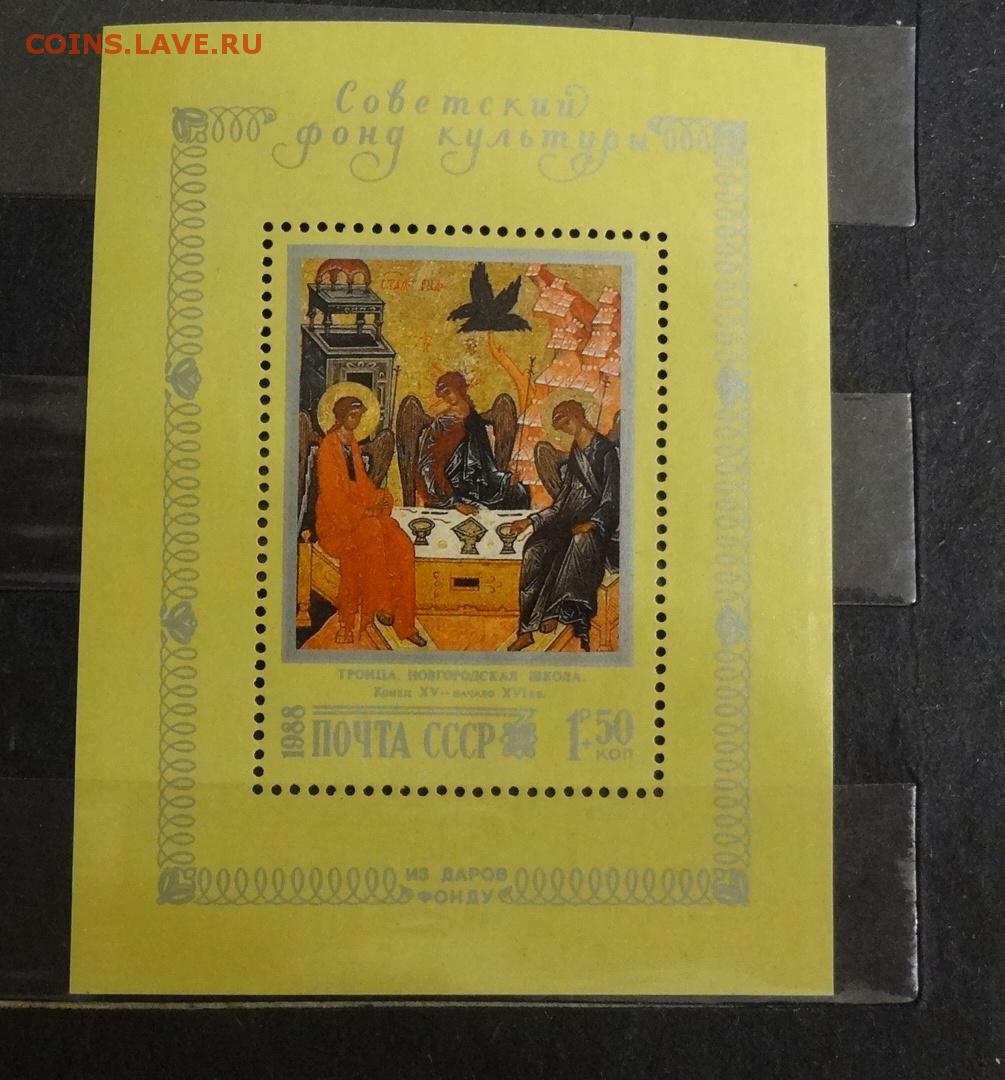 COINS.LAVE.RU
Советский
фонд культуры
ТРОИЦА. НОВГОРОДСКАЯ ШКОЛА.
Конец XV — начало XVI вв.
1988
ПОЧТА СССР
1р.+50
коп
ИЗ ДАРОВ
ФОНДУ